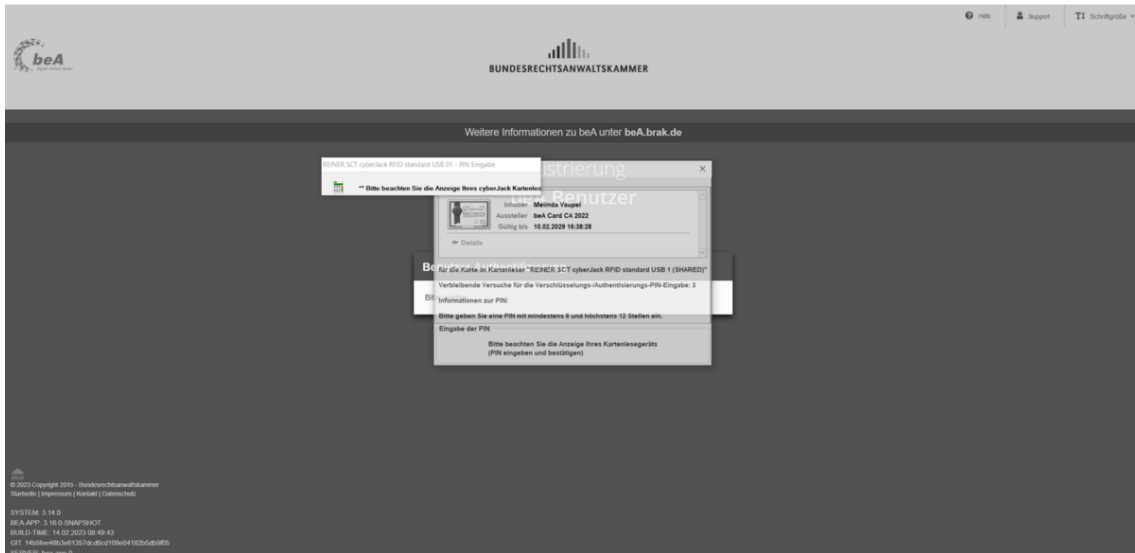 Hilfe
Support
Schriftgröße
beA
BUNDESRECHTSANWALTSKAMMER
Weitere Informationen zu beA unter beA.brak.de
REINER SCT cyberJack RFID standard USB 01 - PIN Eingabe
istrierung
** Bitte beachten Sie die Anzeige Ihres cyberJack Kartenles
beA Benutzer
Inhaber Melinda Vaupel
Aussteller beA Card CA 2022
Gültig bis 10.02.2029 16:38:28
Details
für die Karte im Kartenleser "REINER SCT cyberJack RFID standard USB 1 (SHARED)"
Verbleibende Versuche für die Verschlüsselungs-/Authentisierungs-PIN-Eingabe: 3
Informationen zur PIN:
Bitte geben Sie eine PIN mit mindestens 6 und höchstens 12 Stellen ein.
Eingabe der PIN
Bitte beachten Sie die Anzeige Ihres Kartenlesegeräts
(PIN eingeben und bestätigen)
© 2023 Copyright 2015 - Bundesrechtsanwaltskammer
Startseite | Impressum | Kontakt | Datenschutz
SYSTEM: 3.14.0
BEA-APP: 3.16.0-SNAPSHOT
BUILD-TIME: 14.02.2023 08:49:43